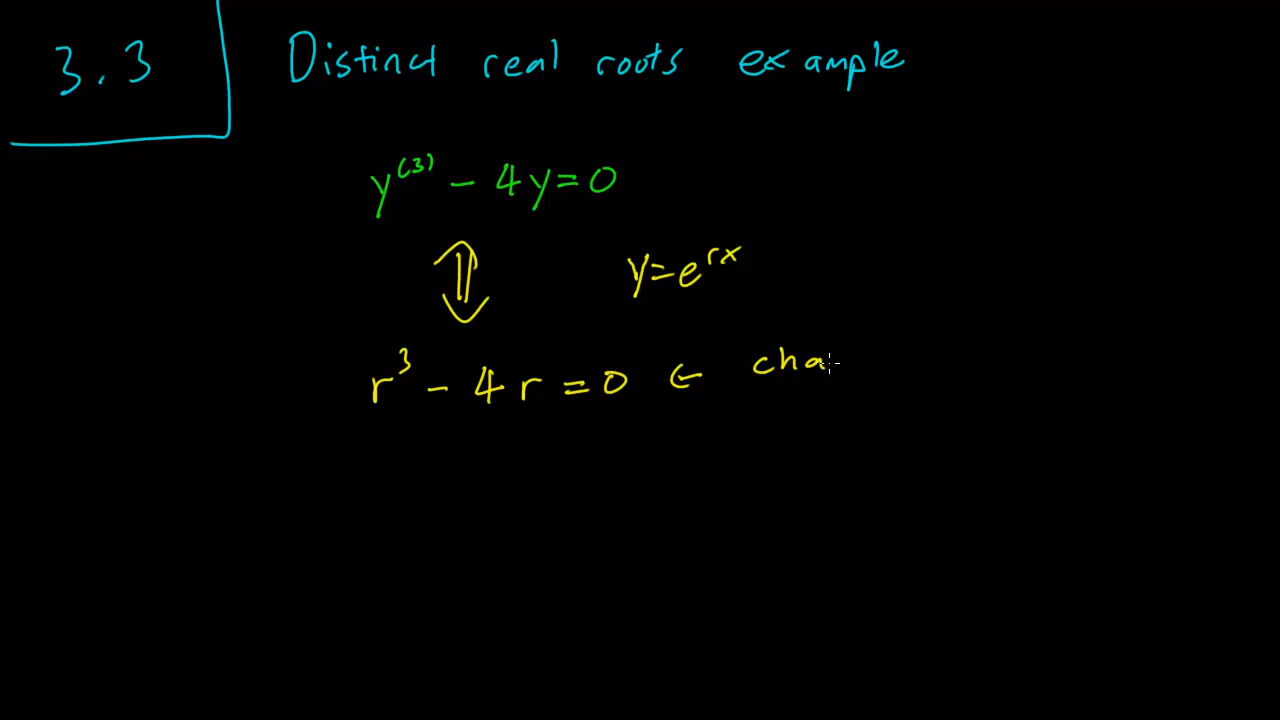 3.3 Distinct real roots example
y⁽³⁾ - 4y = 0
y = e^{rx}
r³ - 4r = 0 ← cha